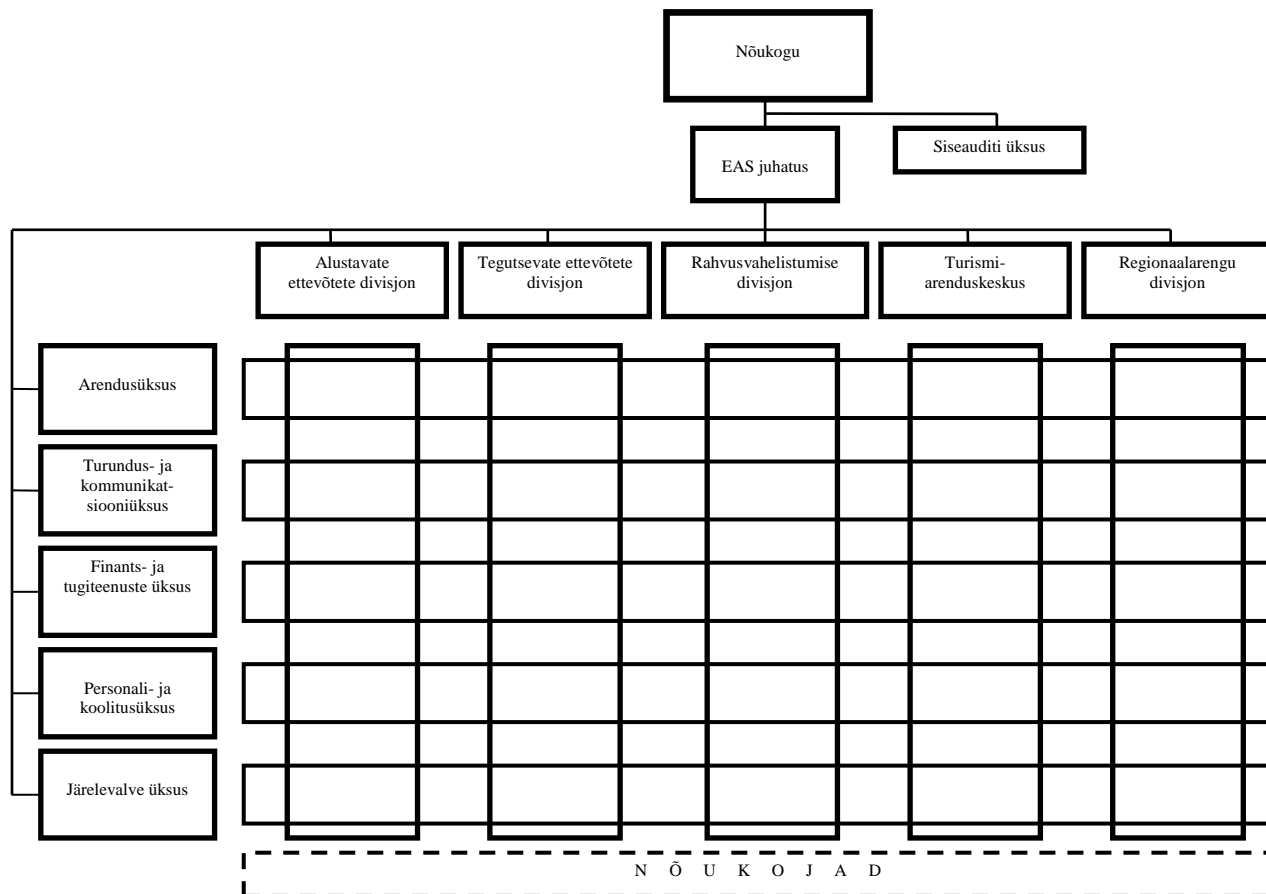 Nõukogu
EAS juhatus
Siseauditi üksus
Alustavate
ettevõtete divisjon
Tegutsevate ettevõtete
divisjon
Rahvusvahelistumise
divisjon
Turismi-
arenduskeskus
Regionaalarengu
divisjon
Arendusüksus
Turundus- ja
kommunikat-
siooniüksus
Finants- ja
tugiteenuste üksus
Personali- ja
koolitusüksus
Järelevalve üksus
N Õ U K O J A D